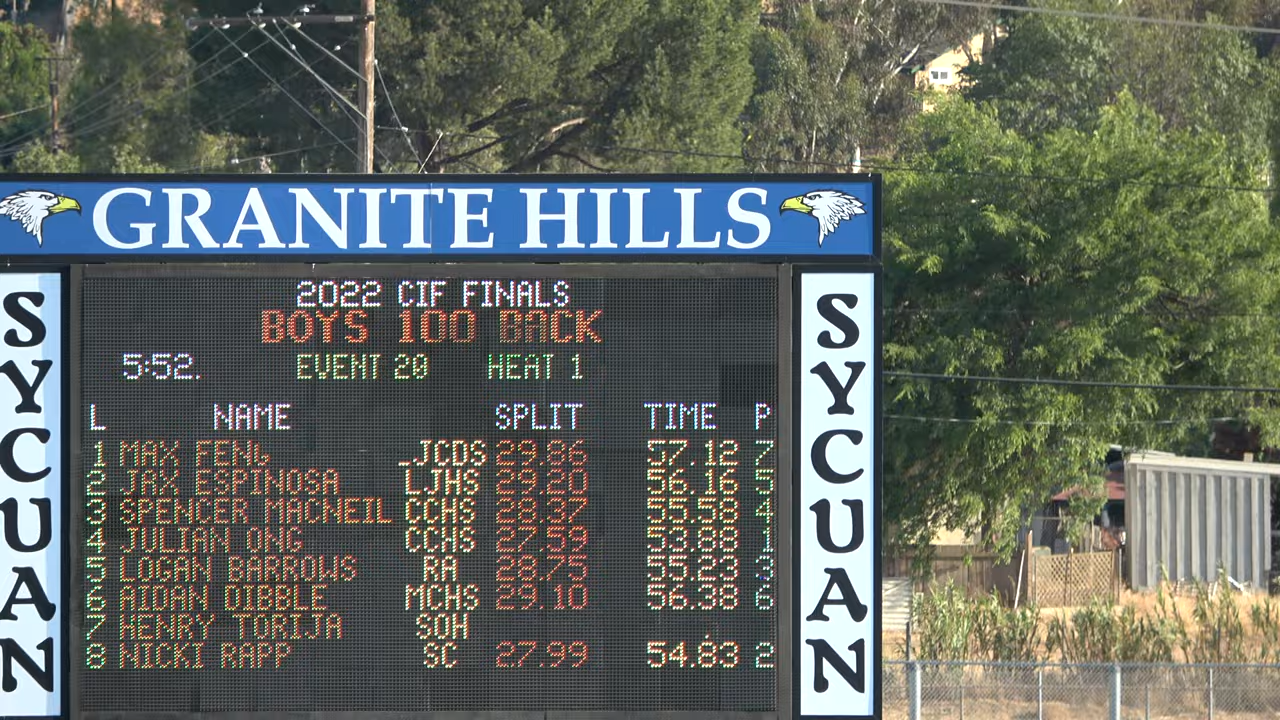 GRANITE HILLS
SYCUAN
SYCUAN
2022 CIF FINALS
BOYS 100 BACK
5:52. EVENT 20 HEAT 1
L NAME SPLIT TIME P
1 MAX JCDS 29.86 57.12 7
2 JAX ESPINOSA LJHS 29.20 56.16 5
3 SPENCER MACNEIL CCHS 28.37 55.58 4
4 JULIAN ONG CCHS 27.59 53.88 1
5 LOGAN BARROWS RA 28.75 55.23 3
6 AIDAN DIBBLE MCHS 29.10 56.38 6
7 HENRY TORIJA SOH
8 NICKI RAPP SC 27.99 54.83 2